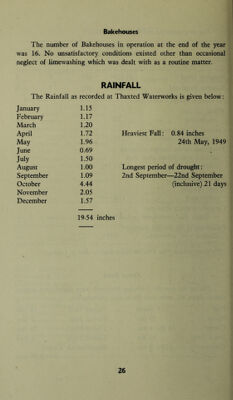 Bakehouses
The number of Bakehouses in operation at the end of the year
was 16. No unsatisfactory conditions existed other than occasional
neglect of limewashing which was dealt with as a routine matter.
RAINFALL
The Rainfall as recorded at Thaxted Waterworks is given below:
January 1.15
February 1.17
March 1.20
April 1.72 Heaviest Fall: 0.84 inches
May 1.96 24th May, 1949
June 0.69
July 1.50
August 1.00 Longest period of drought:
September 1.09 2nd September—22nd September
October 4.44 (inclusive) 21 days
November 2.05
December 1.57
19.54 inches
26